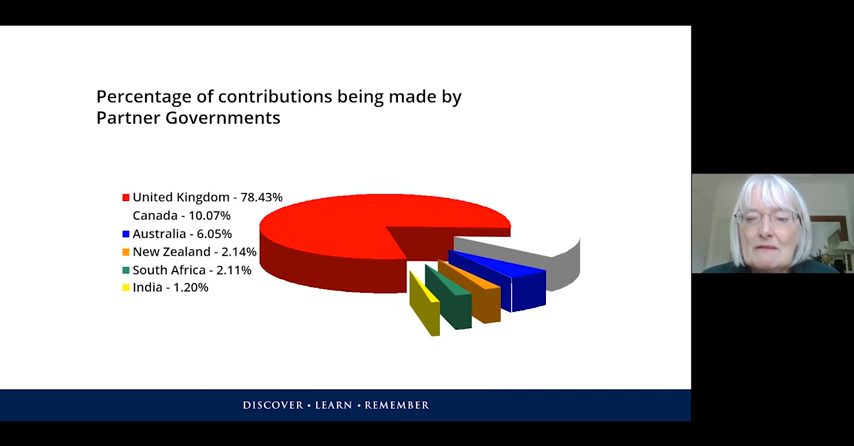 Percentage of contributions being made by
Partner Governments
United Kingdom - 78.43%
Canada - 10.07%
Australia - 6.05%
New Zealand - 2.14%
South Africa - 2.11%
India - 1.20%
DISCOVER • LEARN • REMEMBER